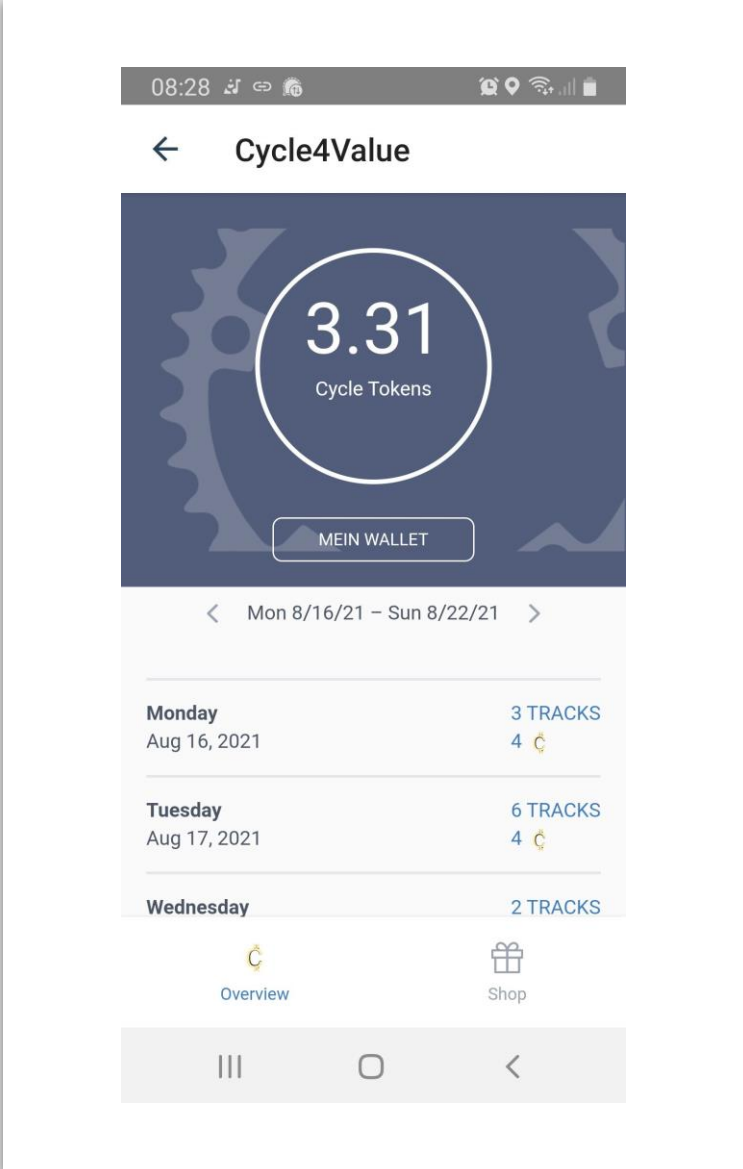 08:28
Cycle4Value
3.31
Cycle Tokens
MEIN WALLET
Mon 8/16/21 – Sun 8/22/21
Monday 3 TRACKS
Aug 16, 2021 4 Ḉ
Tuesday 6 TRACKS
Aug 17, 2021 4 Ḉ
Wednesday 2 TRACKS
Overview Shop